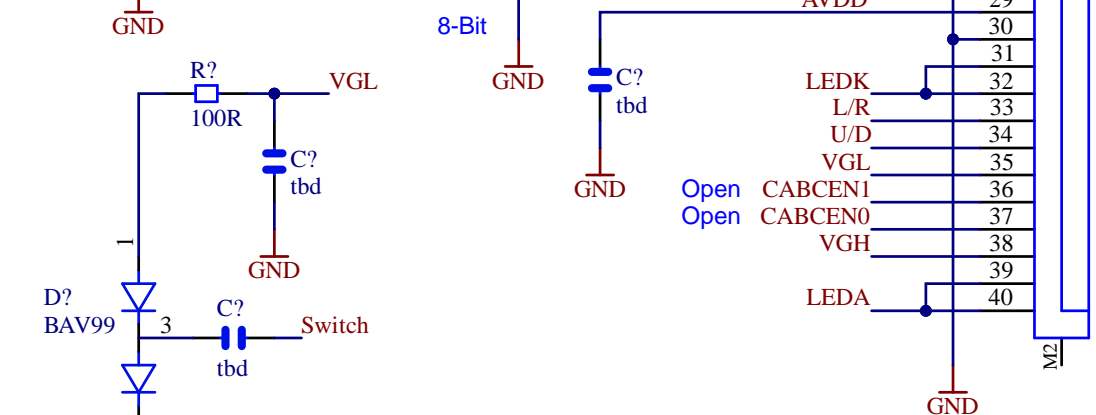 AVDD
29
GND
8-Bit
30
31
R?
VGL
GND
C?
tbd
LEDK
32
100R
L/R
33
U/D
34
C?
tbd
VGL
35
GND
Open
CABCEN1
36
Open
CABCEN0
37
1
VGH
38
GND
39
D?
BAV99
3
C?
Switch
tbd
LEDA
40
M2
GND